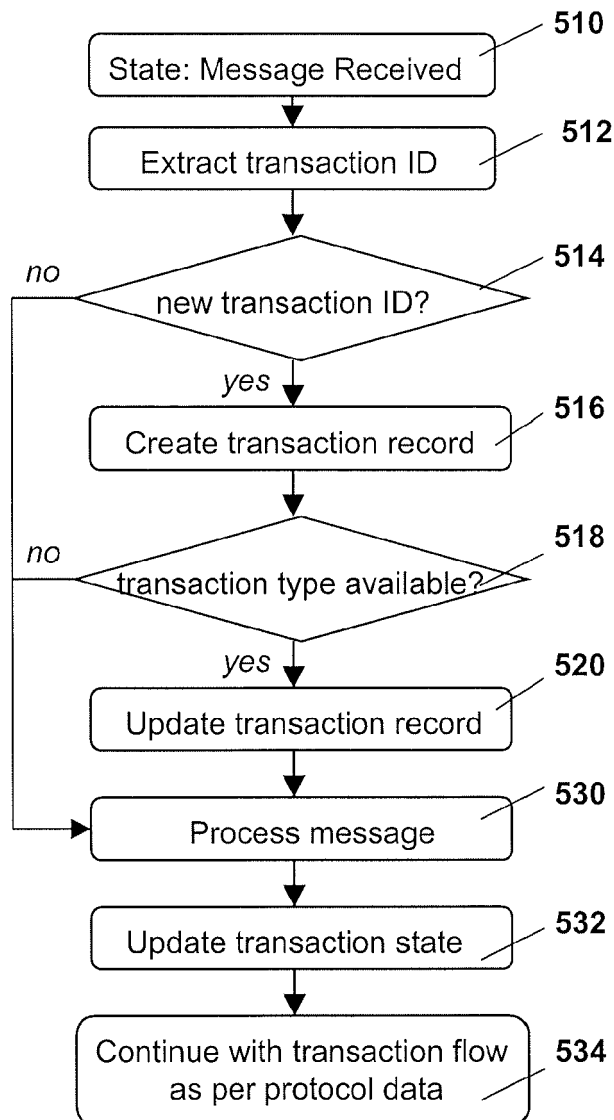 510
State: Message Received
512
Extract transaction ID
514
no
new transaction ID?
yes
516
Create transaction record
518
no
transaction type available?
yes
520
Update transaction record
530
Process message
532
Update transaction state
Continue with transaction flow
as per protocol data
534